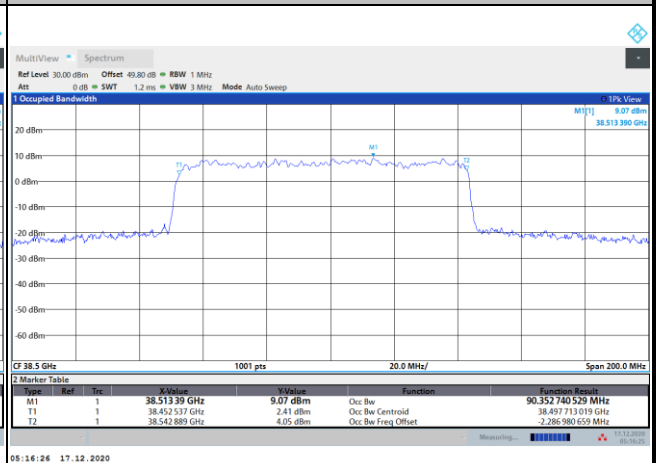 MultiView Spectrum
Ref Level 30.00 dBm Offset 49.80 dB RBW 1 MHz
Att 0 dB SWT 1.2 ms VBW 3 MHz Mode Auto Sweep
1 Occupied Bandwidth 1Pk View
M1[1] 9.07 dBm
38.513 390 GHz
20 dBm
M1
10 dBm
T1
T2
0 dBm
-10 dBm
-20 dBm
-30 dBm
-40 dBm
-50 dBm
-60 dBm
CF 38.5 GHz 1001 pts 20.0 MHz/ Span 200.0 MHz
2 Marker Table
Type Ref Trc X-Value Y-Value Function Function Result
M1 1 38.513 39 GHz 9.07 dBm Occ Bw 90.352 740 529 MHz
T1 1 38.452 537 GHz 2.41 dBm Occ Bw Centroid 38.497 713 019 GHz
T2 1 38.542 889 GHz 4.05 dBm Occ Bw Freq Offset -2.286 980 659 MHz
Measuring... 17.12.2020
05:16:25
05:16:26 17.12.2020